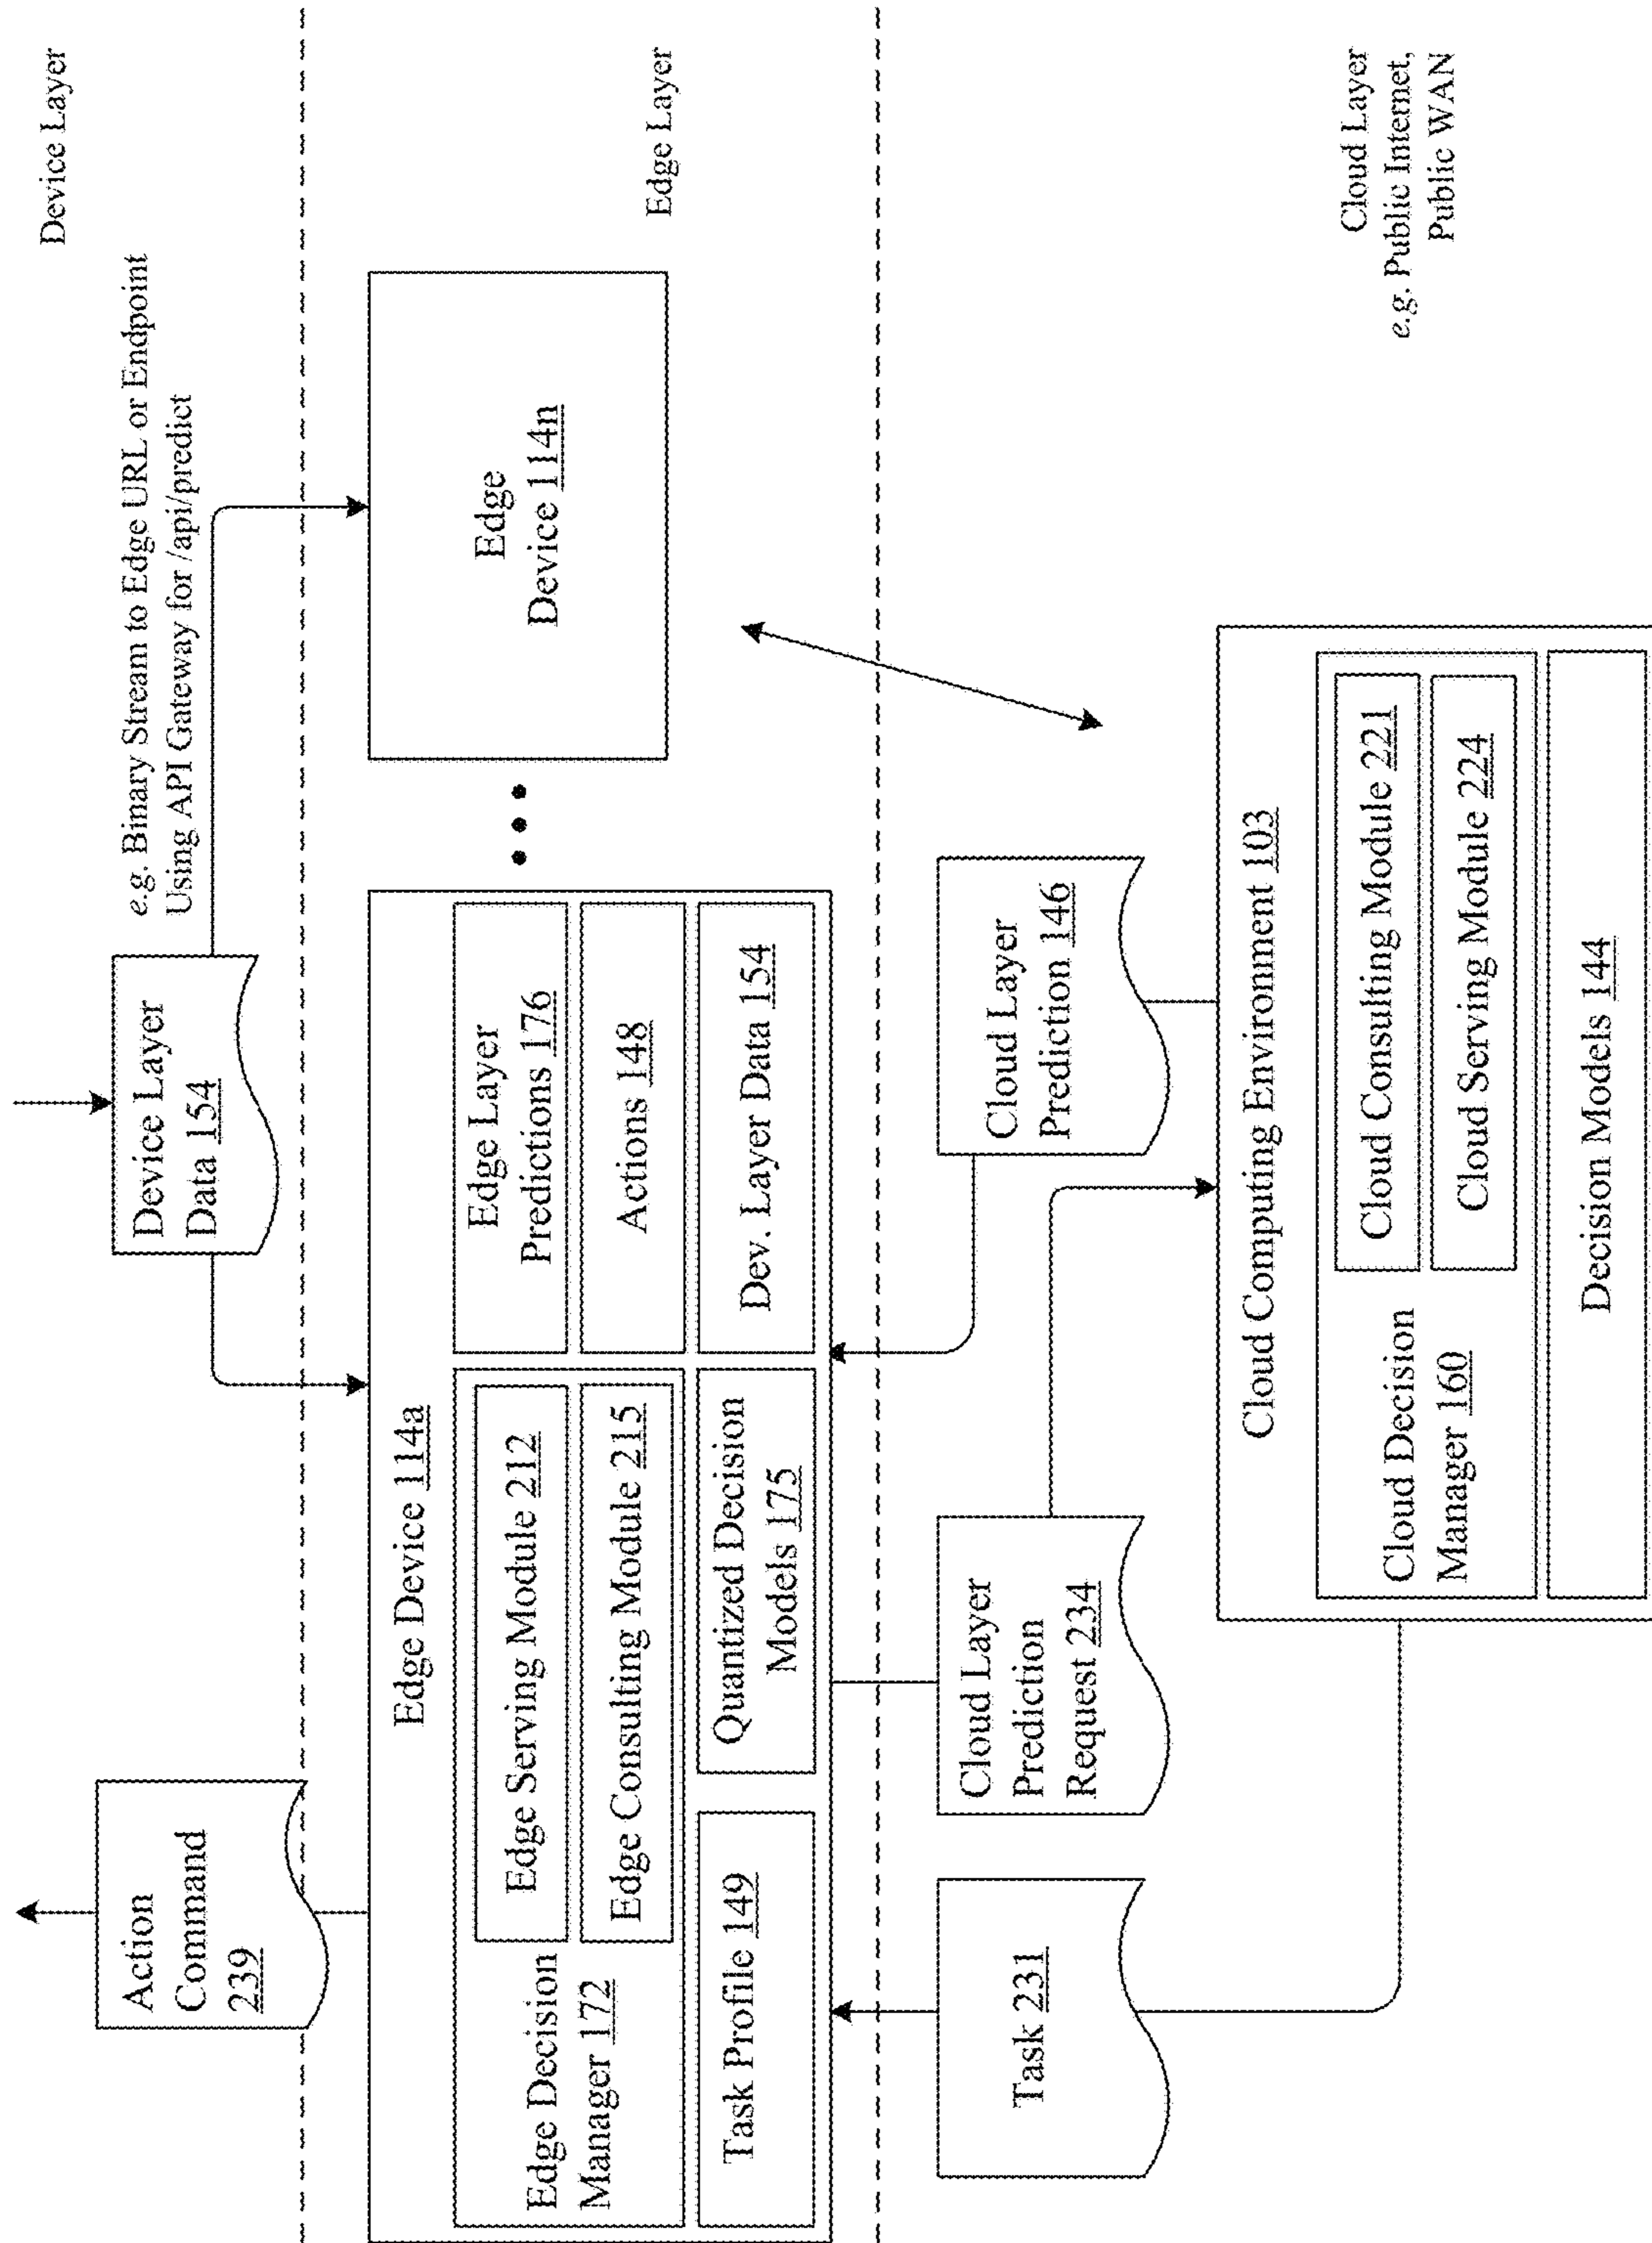 Device Layer
Action
Command
239
Device Layer
Data 154
e.g. Binary Stream to Edge URL or Endpoint
Using API Gateway for /api/predict
Edge Layer
Edge Device 114a
Edge Decision
Manager 172
Edge Serving Module 212
Edge Consulting Module 215
Edge Layer
Predictions 176
Actions 148
Task Profile 149
Quantized Decision
Models 175
Dev. Layer Data 154
Edge
Device 114n
Task 231
Cloud Layer
Prediction
Request 234
Cloud Layer
Prediction 146
Cloud Layer
e.g. Public Internet,
Public WAN
Cloud Computing Environment 103
Cloud Decision
Manager 160
Cloud Consulting Module 221
Cloud Serving Module 224
Decision Models 144